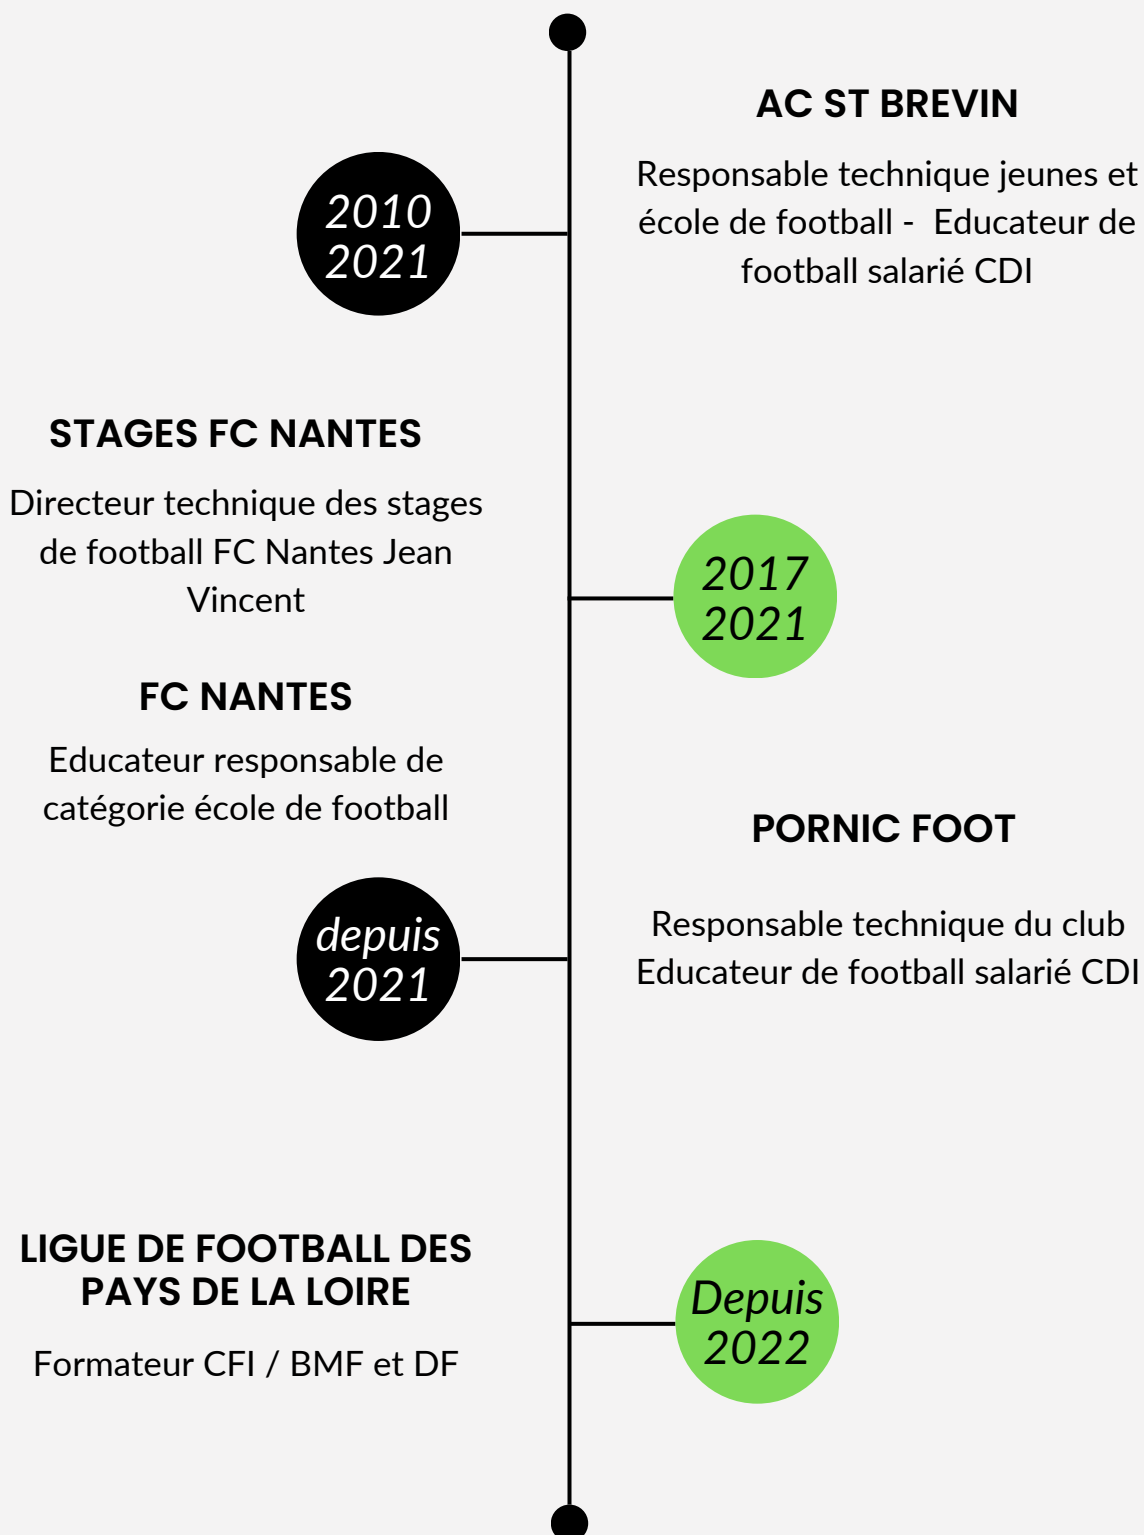 AC ST BREVIN
Responsable technique jeunes et
école de football -  Educateur de
football salarié CDI
2010
2021
STAGES FC NANTES
Directeur technique des stages
de football FC Nantes Jean
Vincent
2017
2021
FC NANTES
Educateur responsable de
catégorie école de football
PORNIC FOOT
Responsable technique du club
Educateur de football salarié CDI
depuis
2021
LIGUE DE FOOTBALL DES
PAYS DE LA LOIRE
Formateur CFI / BMF et DF
Depuis
2022